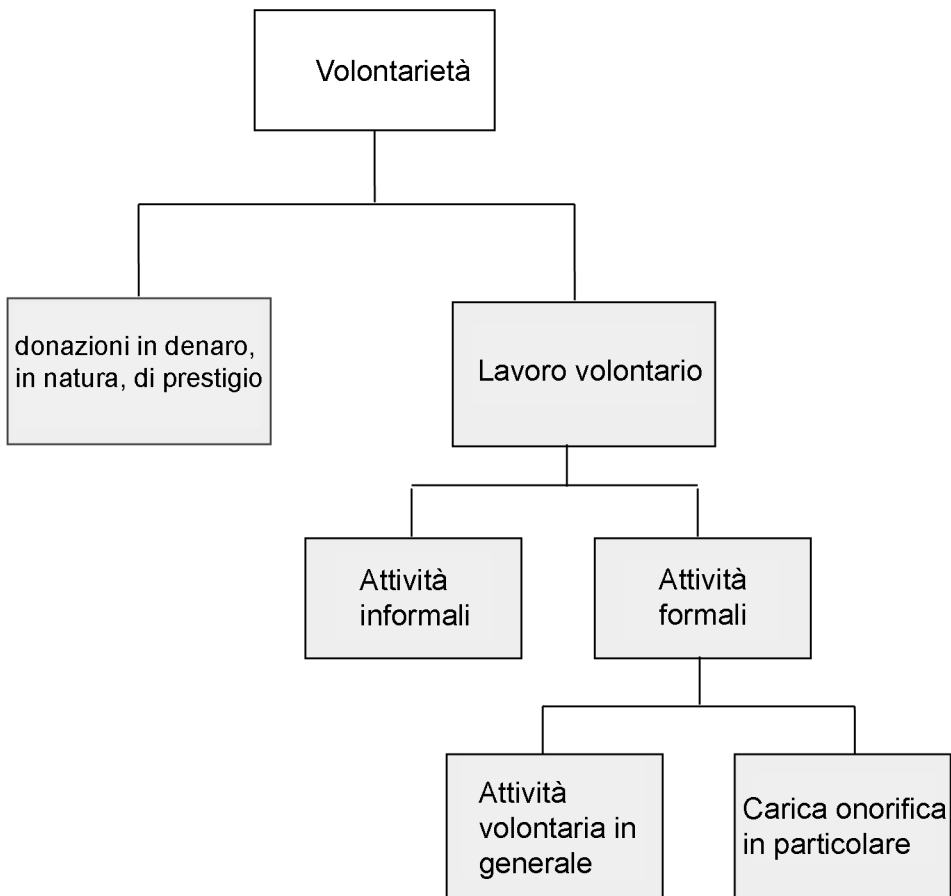 Volontarietà
donazioni in denaro,
in natura, di prestigio
Lavoro volontario
Attività
informali
Attività
formali
Attività
volontaria in
generale
Carica onorifica
in particolare